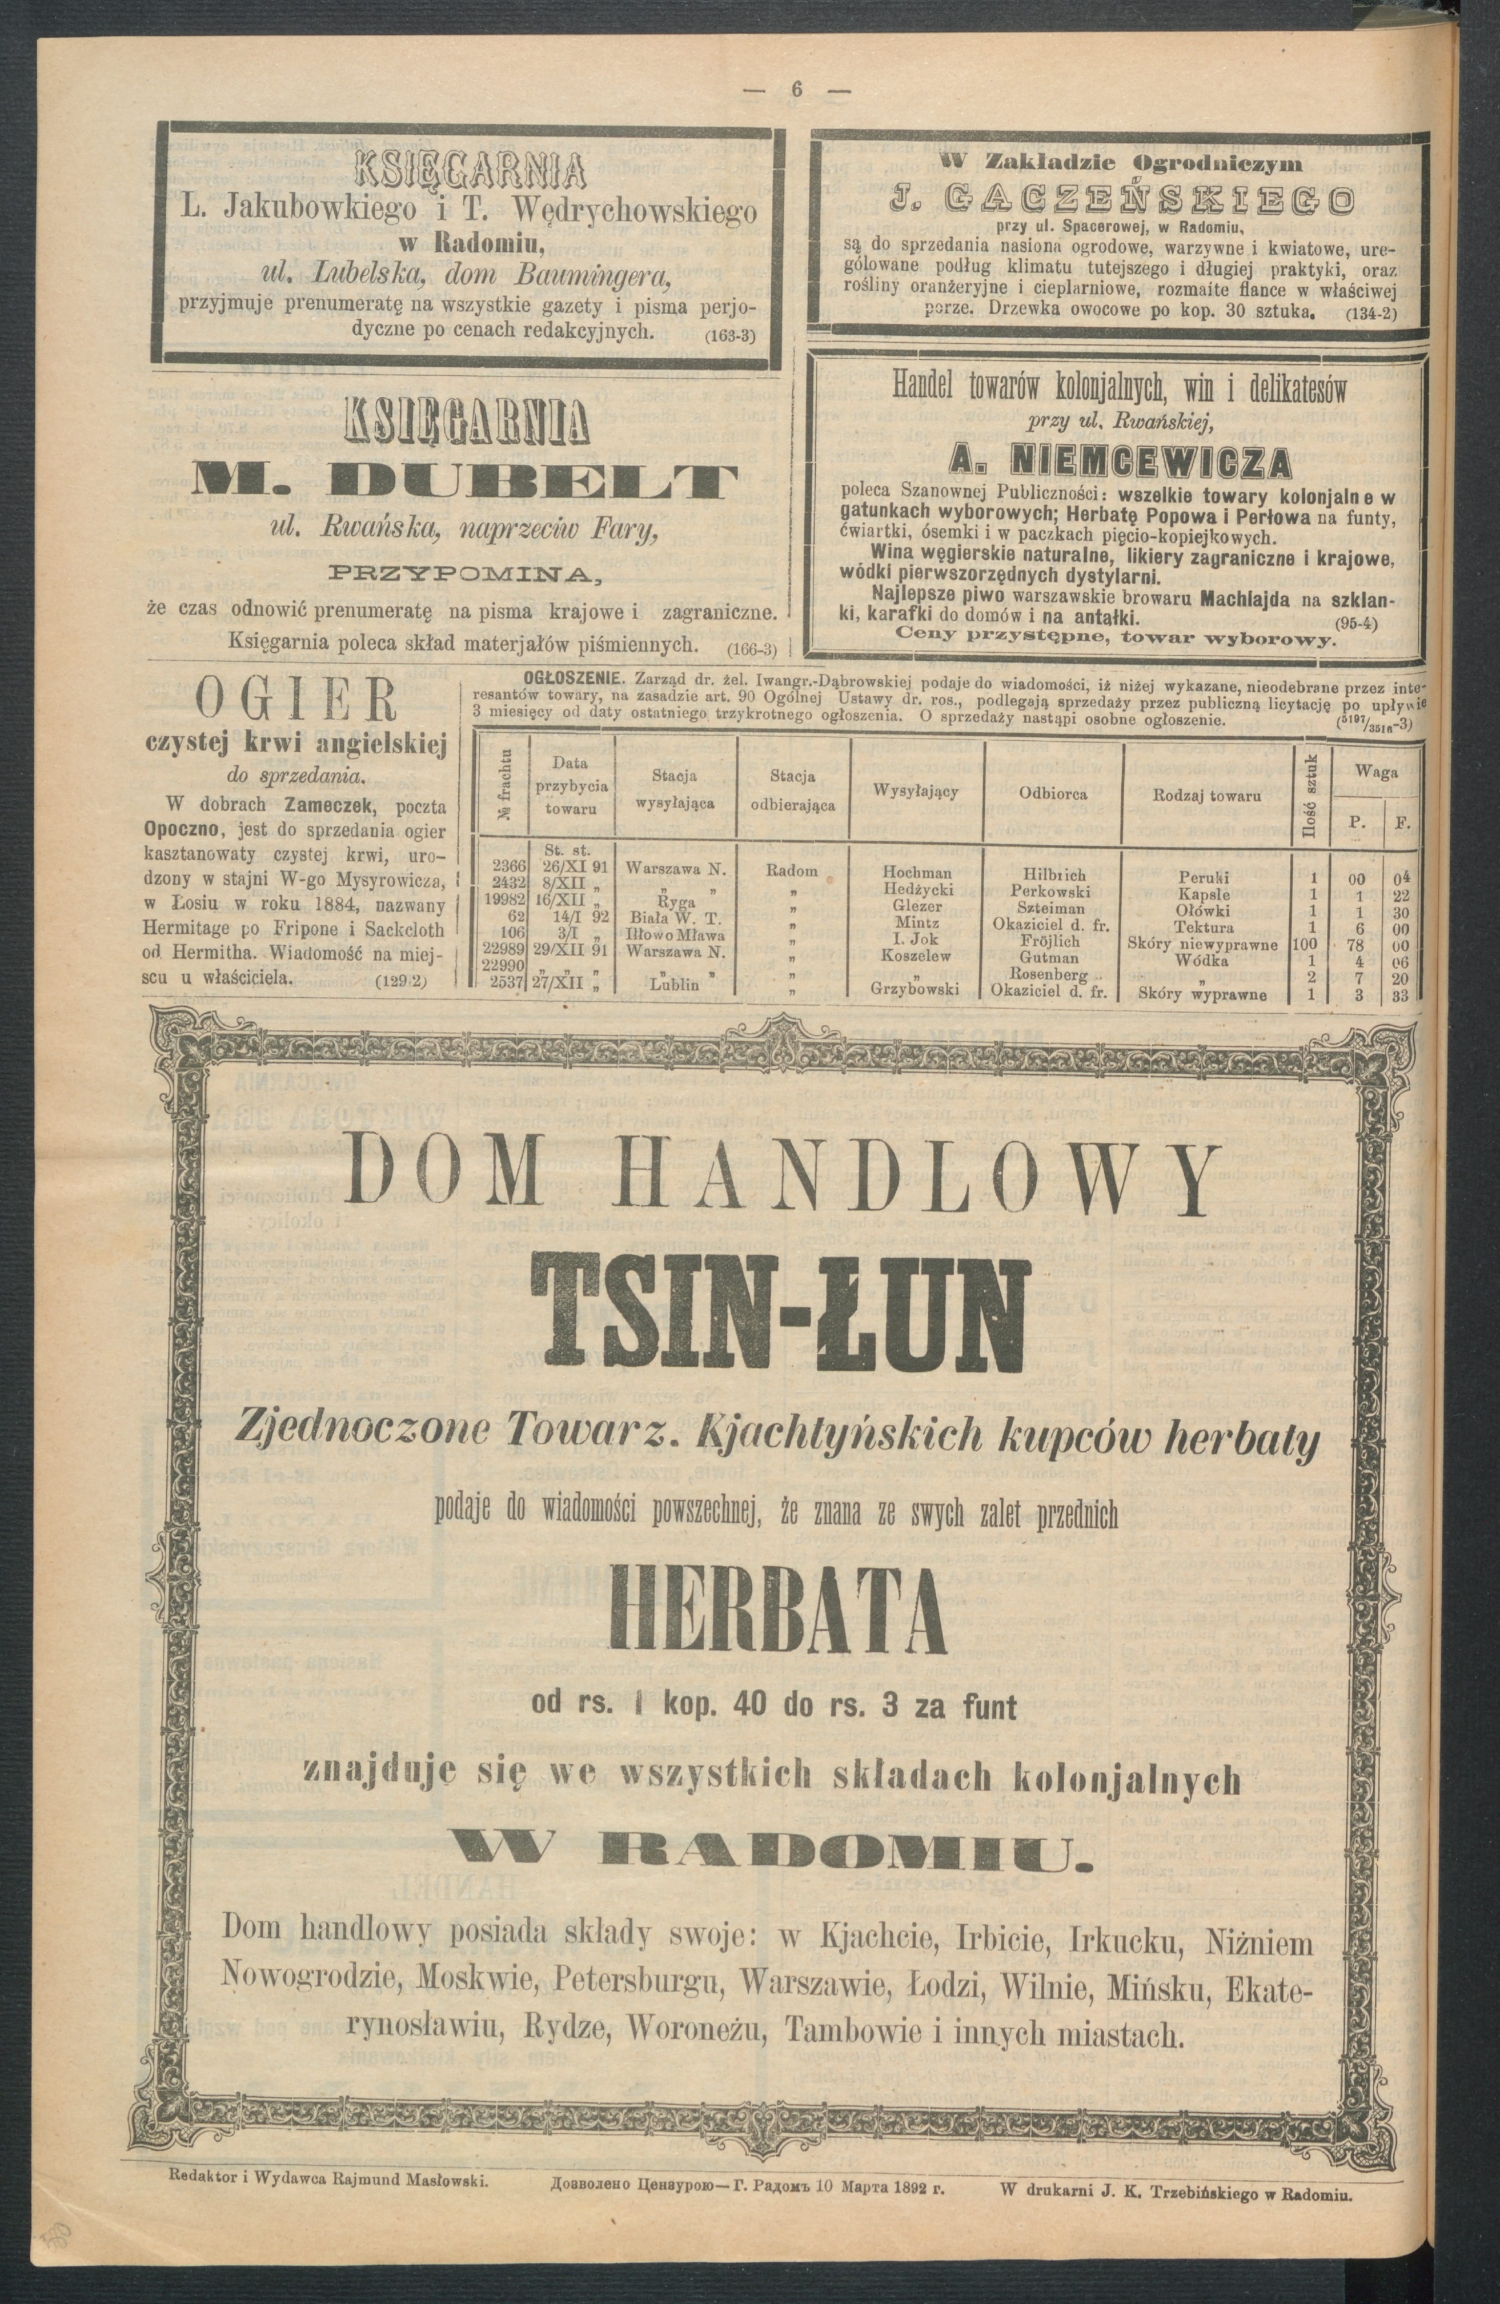 — 6 —
KSIĘGARNIA
L. Jakubowkiego i T. Wędrychowskiego
w Radomiu,
ul. Lubelska, dom Baumingera,
przyjmuje prenumeratę na wszystkie gazety i pisma perjo-
dyczne po cenach redakcyjnych. (163-3)
KSIĘGARNIA
M. DUBELT
ul. Rwańska, naprzeciw Fary,
PRZYPOMINA,
że czas odnowić prenumeratę na pisma krajowe i zagraniczne.
Księgarnia poleca skład materjałów piśmiennych. (166-3)
W Zakładzie Ogrodniczym
J. GACZEŃSKIEGO
przy ul. Spacerowej, w Radomiu,
są do sprzedania nasiona ogrodowe, warzywne i kwiatowe, ure-
gólowane podług klimatu tutejszego i długiej praktyki, oraz
rośliny oranżeryjne i cieplarniowe, rozmaite flance w właściwej
porze. Drzewka owocowe po kop. 30 sztuka. (134-2)
Handel towarów kolonjalnych, win i delikatesów
przy ul. Rwańskiej,
A. NIEMCEWICZA
poleca Szanownej Publiczności: wszelkie towary kolonjalne w
gatunkach wyborowych; Herbatę Popowa i Perłowa na funty,
ćwiartki, ósemki i w paczkach pięcio-kopiejkowych.
Wina węgierskie naturalne, likiery zagraniczne i krajowe,
wódki pierwszorzędnych dystylarni.
Najlepsze piwo warszawskie browaru Machlajda na szklan-
ki, karafki do domów i na antałki. (95-4)
Ceny przystępne, towar wyborowy.
OGIER
czystej krwi angielskiej
do sprzedania.
W dobrach Zameczek, poczta
Opoczno, jest do sprzedania ogier
kasztanowaty czystej krwi, uro-
dzony w stajni W-go Mysyrowicza,
w Łosiu w roku 1884, nazwany
Hermitage po Fripone i Sackcloth
od Hermitha. Wiadomość na miej-
scu u właściciela. (129 2)
OGŁOSZENIE. Zarząd dr. żel. Iwangr.-Dąbrowskiej podaje do wiadomości, iż niżej wykazane, nieodebrane przez inte-
resantów towary, na zasadzie art. 90 Ogólnej Ustawy dr. ros., podlegają sprzedaży przez publiczną licytację po upływie
3 miesięcy od daty ostatniego trzykrotnego ogłoszenia. O sprzedaży nastąpi osobne ogłoszenie. (5197/3516-3)
№ frachtu | Data przybycia towaru | Stacja wysyłająca | Stacja odbierająca | Wysyłający | Odbiorca | Rodzaj towaru | Ilość sztuk | Waga P. | F.
St. st.
2366 | 26/XI 91 | Warszawa N. | Radom | Hochman | Hilbrich | Peruki | 1 | 00 | 04
2432 | 8/XII „ | „ „ | „ | Hedżycki | Perkowski | Kapsle | 1 | 1 | 22
19982 | 16/XII „ | Ryga | „ | Glezer | Szteiman | Ołówki | 1 | 1 | 30
62 | 14/I 92 | Biała W. T. | „ | Mintz | Okaziciel d. fr. | Tektura | 1 | 6 | 00
106 | 3/I „ | Iłłowo Mława | „ | I. Jok | Fröjlich | Skóry niewyprawne | 100 | 78 | 00
22989 | 29/XII 91 | Warszawa N. | „ | Koszelew | Gutman | Wódka | 1 | 4 | 06
22990 | „ „ „ | „ „ | „ | „ | Rosenberg | „ | 2 | 7 | 20
2537 | 27/XII „ | Lublin | „ | Grzybowski | Okaziciel d. fr. | Skóry wyprawne | 1 | 3 | 33
DOM HANDLOWY
TSIN-ŁUN
Zjednoczone Towarz. Kjachtyńskich kupców herbaty
podaje do wiadomości powszechnej, że znana ze swych zalet przednich
HERBATA
od rs. 1 kop. 40 do rs. 3 za funt
znajduje się we wszystkich składach kolonjalnych
W RADOMIU.
Dom handlowy posiada składy swoje: w Kjachcie, Irbicie, Irkucku, Niżniem
Nowogrodzie, Moskwie, Petersburgu, Warszawie, Łodzi, Wilnie, Mińsku, Ekate-
rynosławiu, Rydze, Woroneżu, Tambowie i innych miastach.
Redaktor i Wydawca Rajmund Masłowski. Дозволено Цензурою—Г. Радомъ 10 Марта 1892 г. W drukarni J. K. Trzebińskiego w Radomiu.